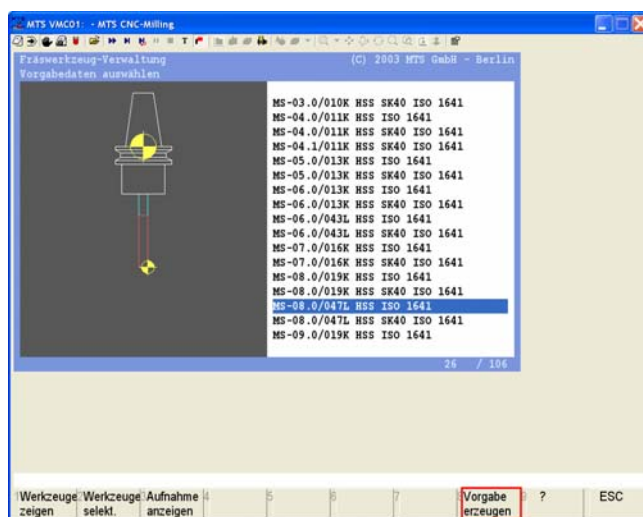 MTS VMC01: - MTS CNC-Milling
Fräswerkzeug-Verwaltung (C) 2003 MTS GmbH - Berlin
Vorgabedaten auswählen
MS-03.0/010K HSS SK40 ISO 1641
MS-04.0/011K HSS ISO 1641
MS-04.0/011K HSS SK40 ISO 1641
MS-04.1/011K HSS SK40 ISO 1641
MS-05.0/013K HSS ISO 1641
MS-05.0/013K HSS SK40 ISO 1641
MS-06.0/013K HSS ISO 1641
MS-06.0/013K HSS SK40 ISO 1641
MS-06.0/043L HSS ISO 1641
MS-06.0/043L HSS SK40 ISO 1641
MS-07.0/016K HSS ISO 1641
MS-07.0/016K HSS SK40 ISO 1641
MS-08.0/019K HSS ISO 1641
MS-08.0/019K HSS SK40 ISO 1641
MS-08.0/047L HSS ISO 1641
MS-08.0/047L HSS SK40 ISO 1641
MS-09.0/019K HSS ISO 1641
26 / 106
1 Werkzeuge 2 Werkzeuge 3 Aufnahme 4 5 6 7 8 Vorgabe 9 ? ESC
zeigen selekt. anzeigen erzeugen